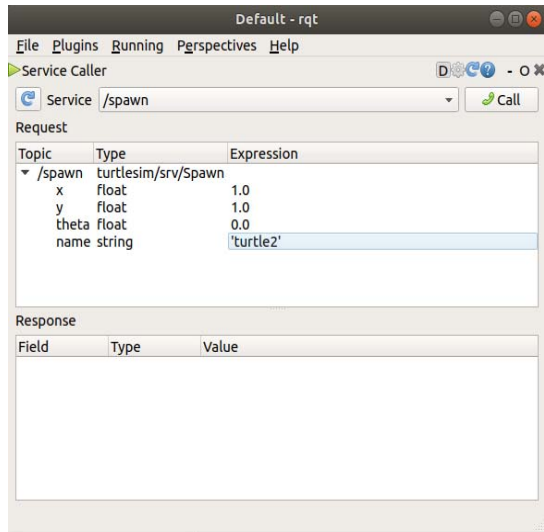 Default - rqt
File Plugins Running Perspectives Help
Service Caller D - O
Service /spawn Call
Request
Topic Type Expression
/spawn turtlesim/srv/Spawn
x float 1.0
y float 1.0
theta float 0.0
name string 'turtle2'
Response
Field Type Value